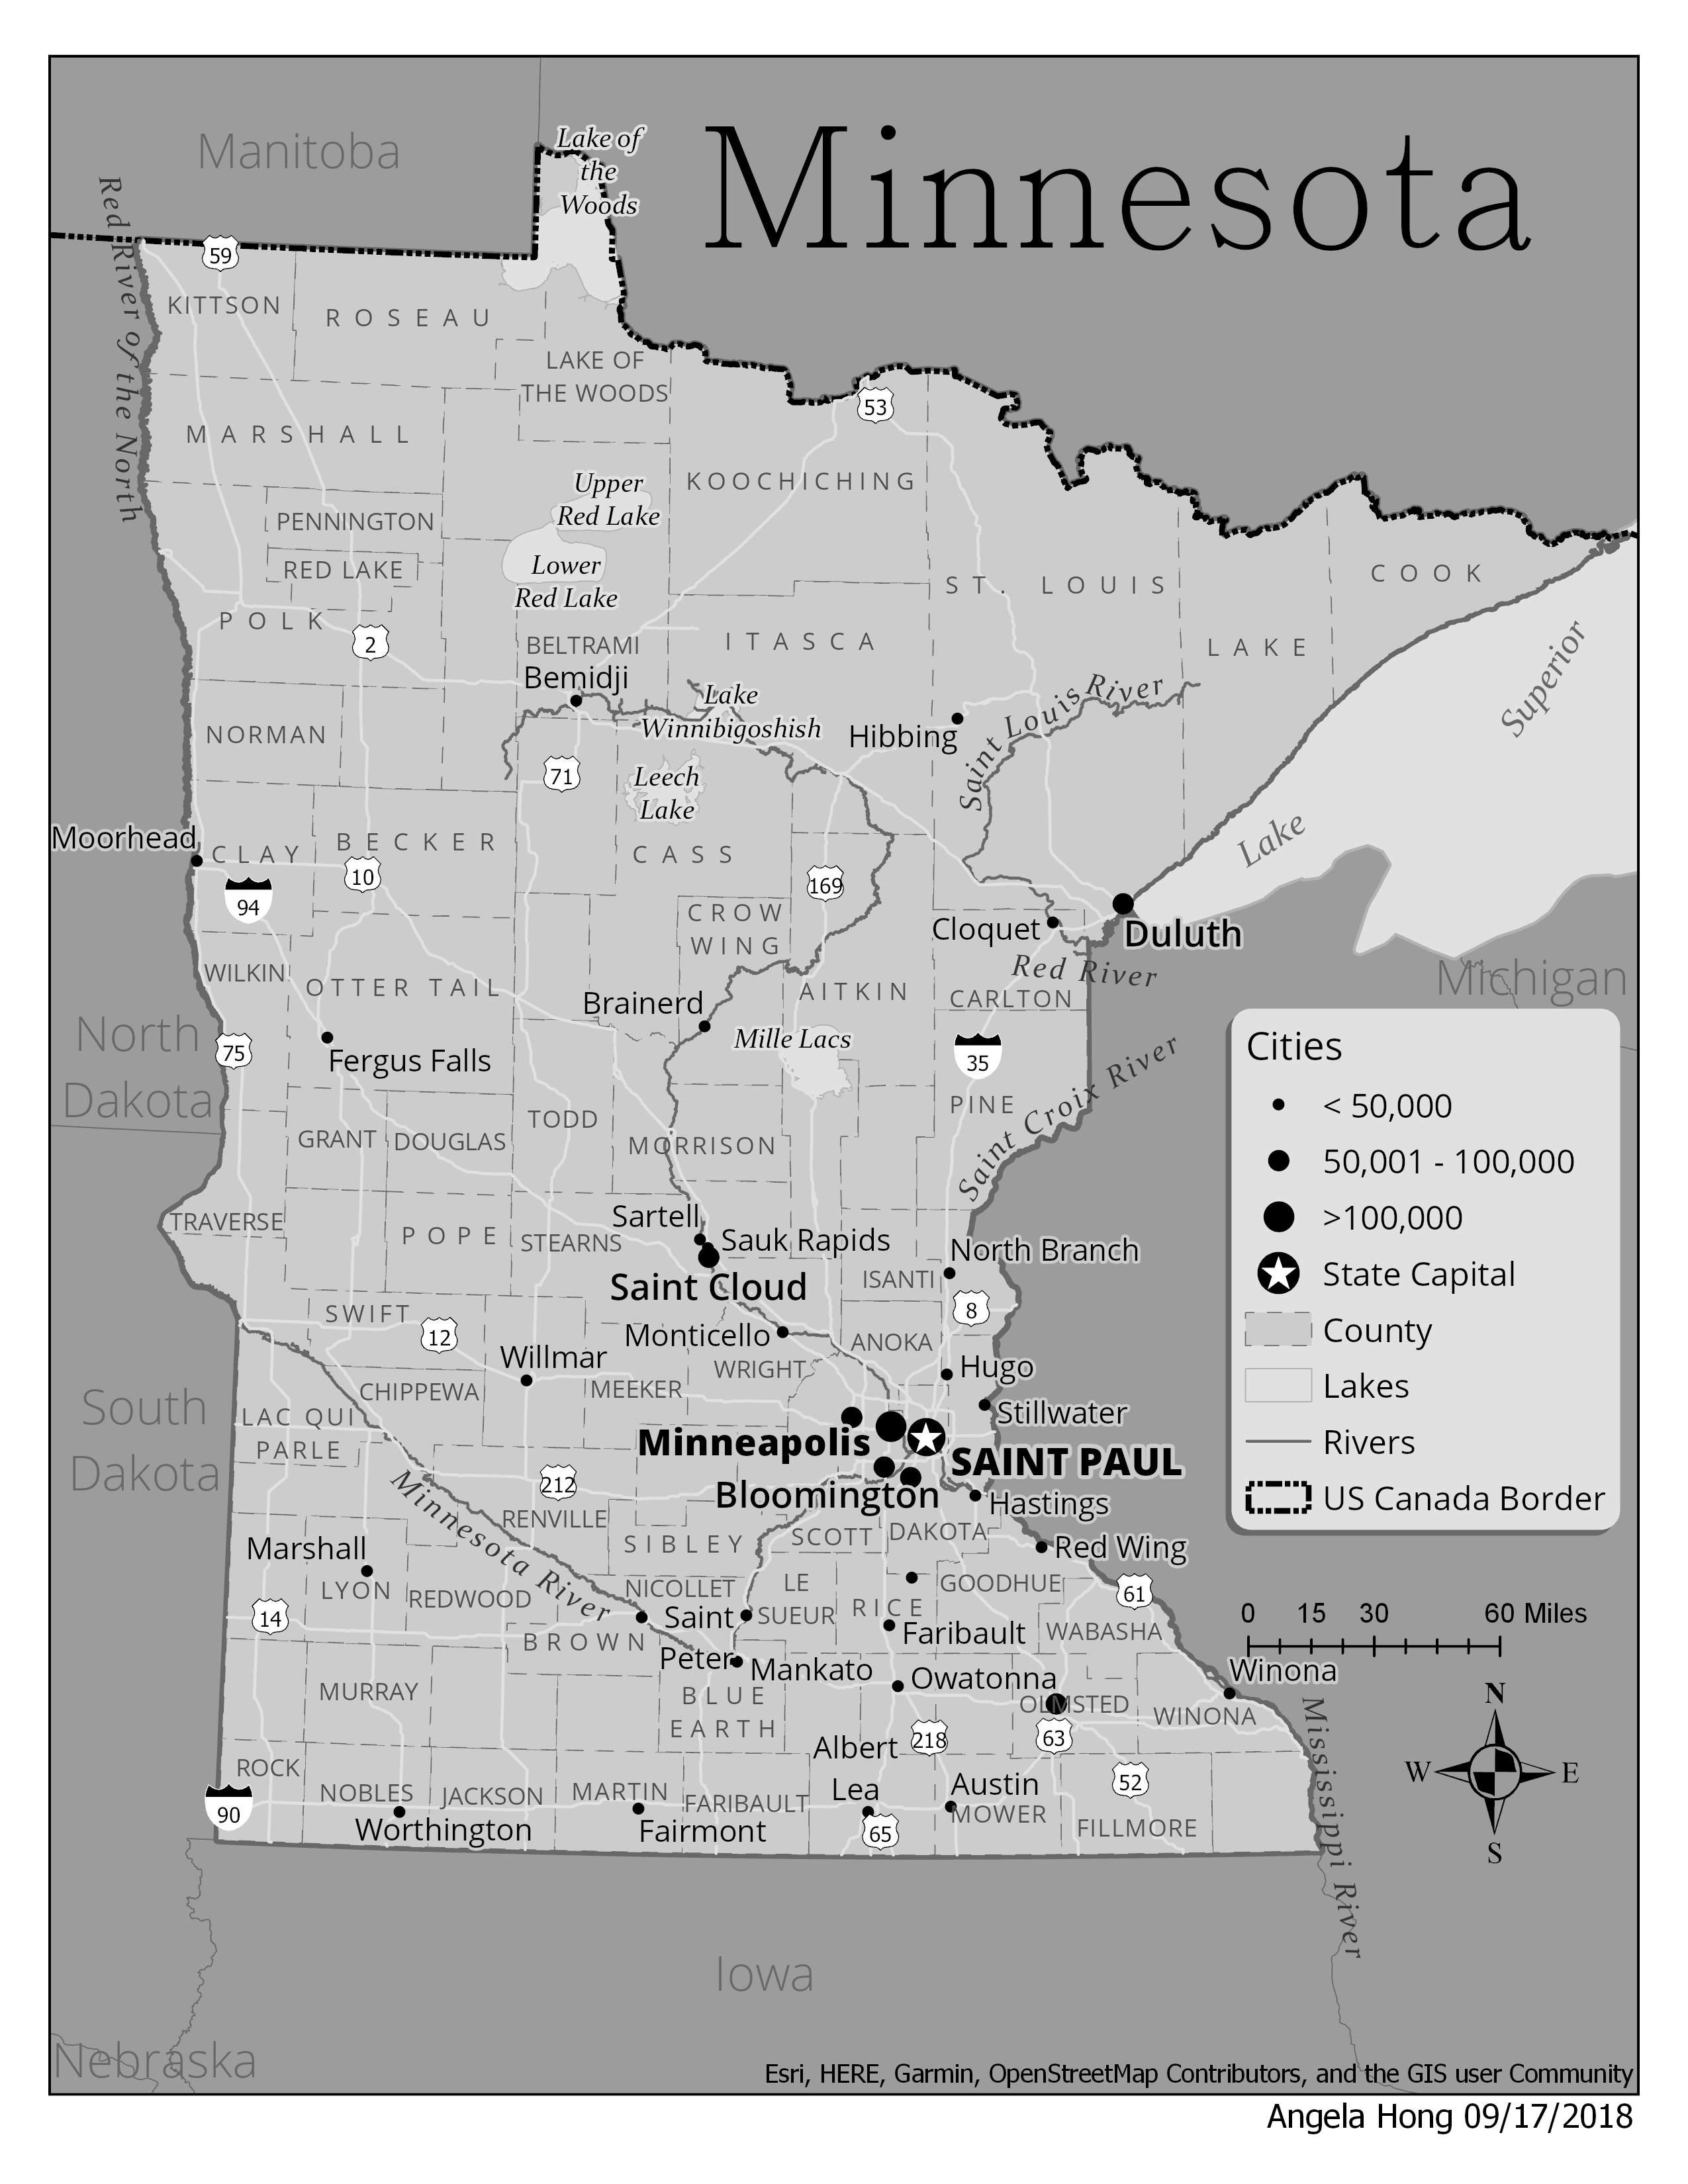 Minnesota
Manitoba
Lake of
the
Woods
Red River of the North
59
KITTSON
ROSEAU
LAKE OF
THE WOODS
53
MARSHALL
KOOCHICHING
Upper
Red Lake
PENNINGTON
Lower
Red Lake
RED LAKE
ST. LOUIS
COOK
POLK
2
BELTRAMI
ITASCA
LAKE
Lake Superior
Bemidji
Lake
Winnibigoshish
Saint Louis River
NORMAN
Hibbing
71
Leech
Lake
Moorhead
CLAY
BECKER
CASS
10
169
94
CROW
WING
Cloquet
Duluth
Red River
WILKIN
OTTER TAIL
AITKIN
CARLTON
Michigan
Brainerd
North
Dakota
75
Fergus Falls
Mille Lacs
35
Saint Croix River
PINE
TODD
GRANT
DOUGLAS
MORRISON
TRAVERSE
POPE
STEARNS
Sartell
Sauk Rapids
North Branch
Saint Cloud
ISANTI
8
SWIFT
12
Monticello
ANOKA
Willmar
WRIGHT
Hugo
CHIPPEWA
MEEKER
South
Dakota
LAC QUI
PARLE
Stillwater
Minneapolis
SAINT PAUL
Minnesota River
212
Bloomington
Hastings
RENVILLE
SIBLEY
SCOTT
DAKOTA
Marshall
Red Wing
LYON
REDWOOD
NICOLLET
LE
SUEUR
RICE
GOODHUE
61
14
Saint
Peter
BROWN
Faribault
WABASHA
Mankato
Owatonna
Winona
MURRAY
BLUE
EARTH
OLMSTED
WINONA
Albert
Lea
218
63
ROCK
NOBLES
JACKSON
MARTIN
FARIBAULT
Austin
MOWER
52
90
Worthington
Fairmont
65
FILLMORE
Mississippi River
Iowa
Nebraska
Cities
< 50,000
50,001 - 100,000
>100,000
State Capital
County
Lakes
Rivers
US Canada Border
0 15 30 60 Miles
N
W E
S
Esri, HERE, Garmin, OpenStreetMap Contributors, and the GIS user Community
Angela Hong 09/17/2018